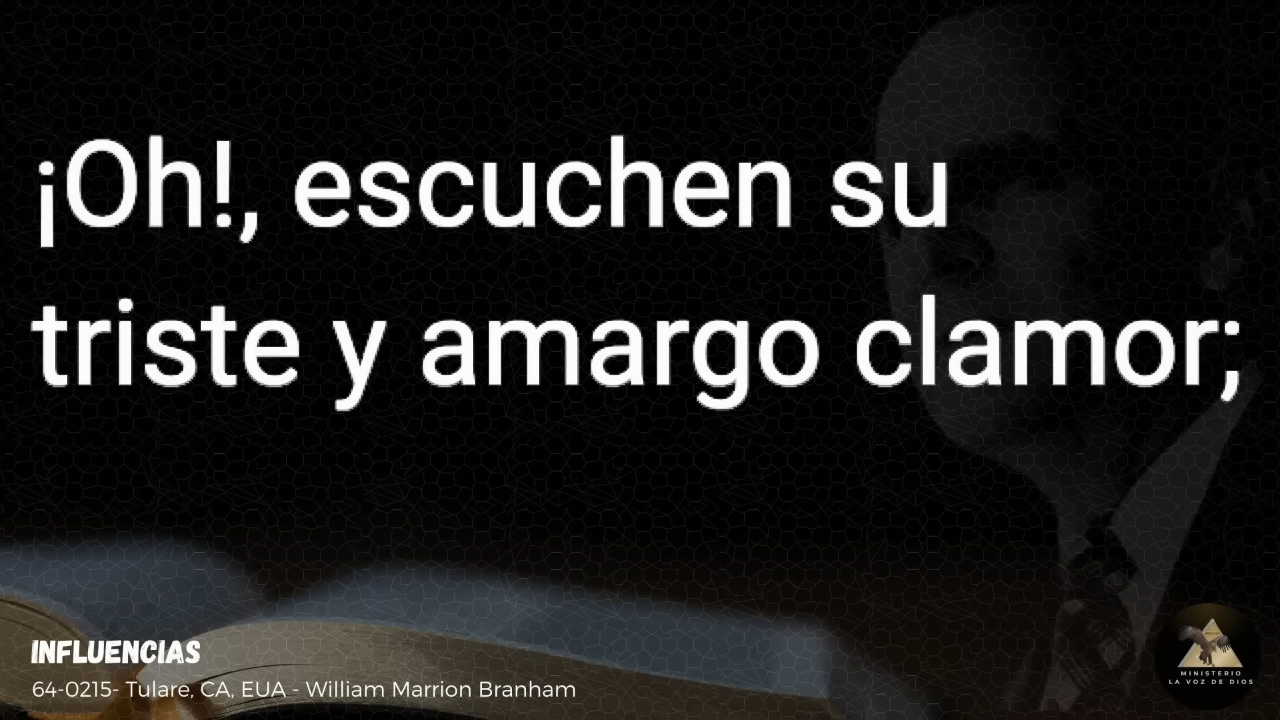 ¡Oh!, escuchen su
triste y amargo clamor;
INFLUENCIAS
64-0215- Tulare, CA, EUA - William Marrion Branham
MINISTERIO
LA VOZ DE DIOS